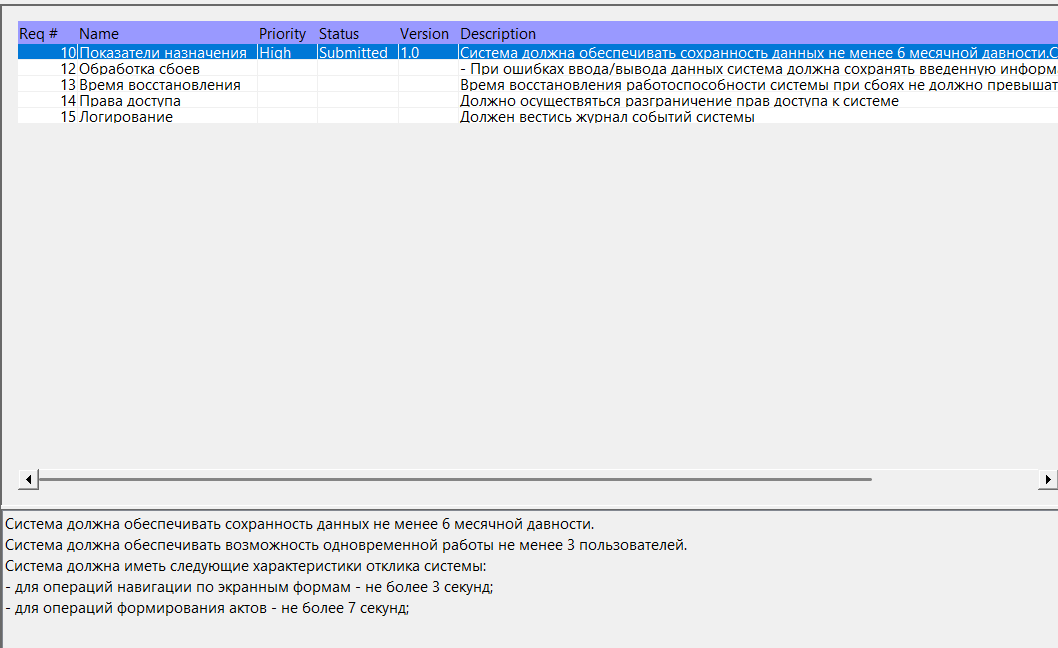 Req # Name Priority Status Version Description
10 Показатели назначения High Submitted 1.0 Система должна обеспечивать сохранность данных не менее 6 месячной давности.С
12 Обработка сбоев - При ошибках ввода/вывода данных система должна сохранять введенную информ
13 Время восстановления Время восстановления работоспособности системы при сбоях не должно превышат
14 Права доступа Должно осуществяться разграничение прав доступа к системе
15 Логирование Должен вестись журнал событий системы
Система должна обеспечивать сохранность данных не менее 6 месячной давности.
Система должна обеспечивать возможность одновременной работы не менее 3 пользователей.
Система должна иметь следующие характеристики отклика системы:
- для операций навигации по экранным формам - не более 3 секунд;
- для операций формирования актов - не более 7 секунд;